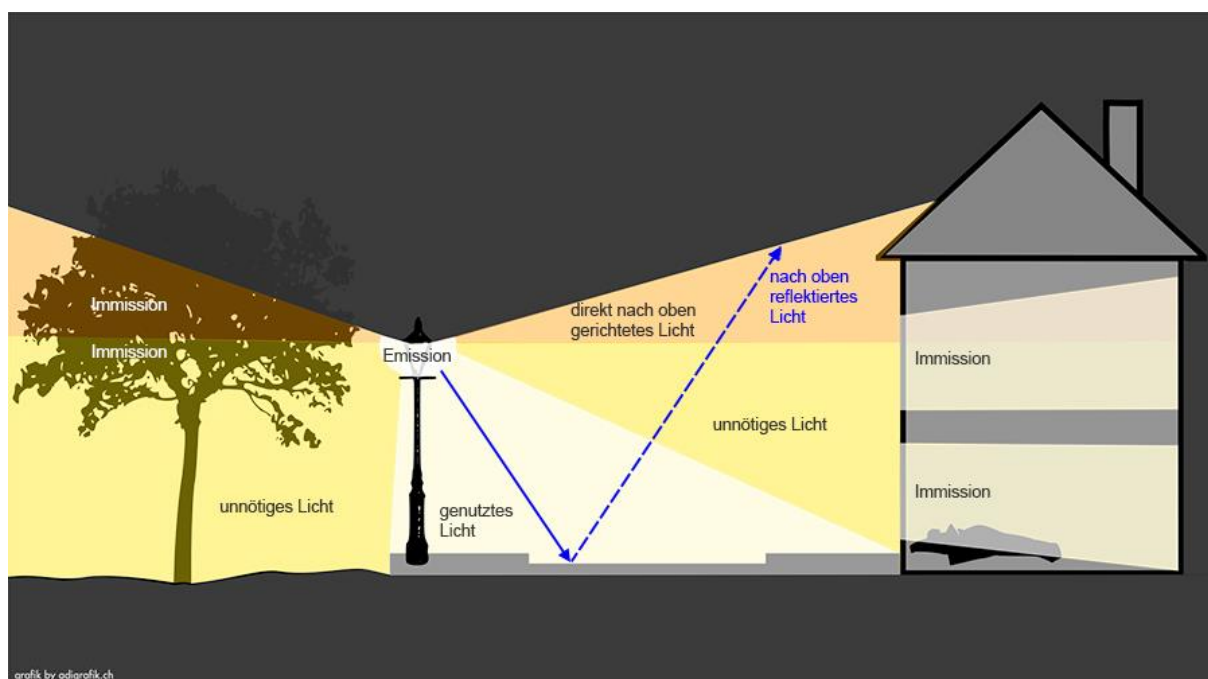 Immission
Immission
Emission
direkt nach oben
gerichtetes Licht
nach oben
reflektiertes
Licht
Immission
unnötiges Licht
unnötiges Licht
genutztes
Licht
Immission
grafik by adigrafik.ch